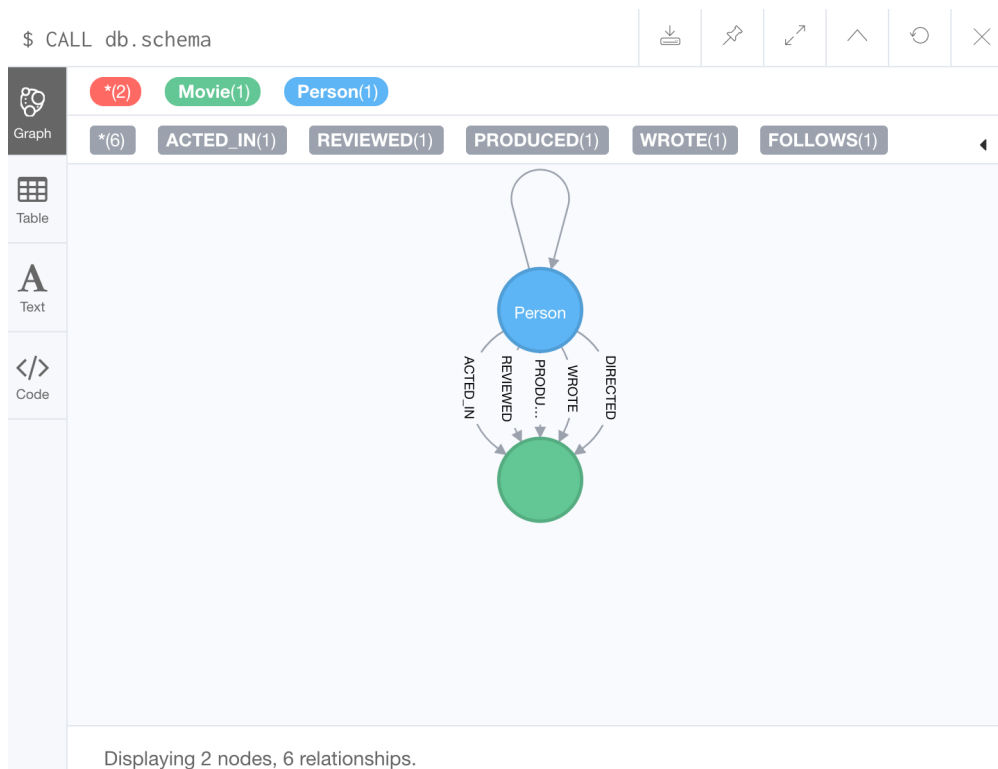 $ CALL db.schema
*(2) Movie(1) Person(1)
Graph
*(6) ACTED_IN(1) REVIEWED(1) PRODUCED(1) WROTE(1) FOLLOWS(1)
Table
A
Text
</>
Code
Person
ACTED_IN
REVIEWED
PRODU...
WROTE
DIRECTED
Displaying 2 nodes, 6 relationships.